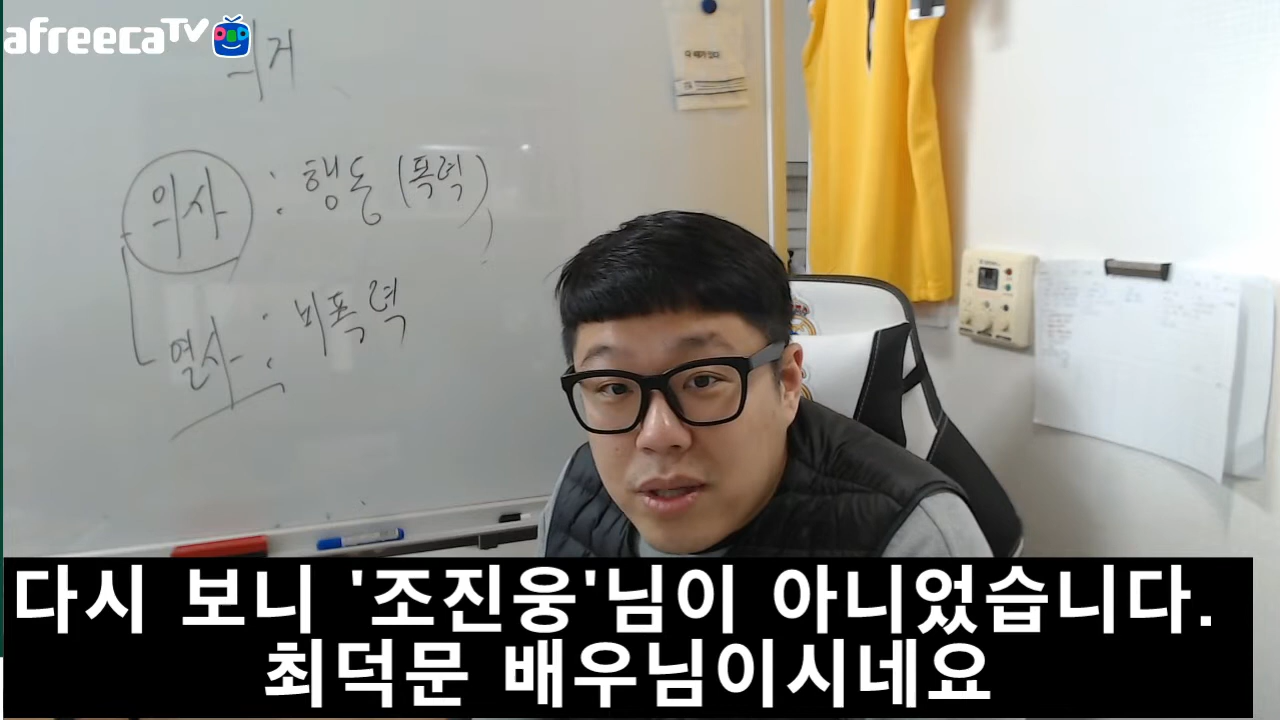 afreecaTV
의거
의사 : 행동 (폭력)
열사 : 비폭력
다시 보니 '조진웅'님이 아니었습니다.
최덕문 배우님이시네요